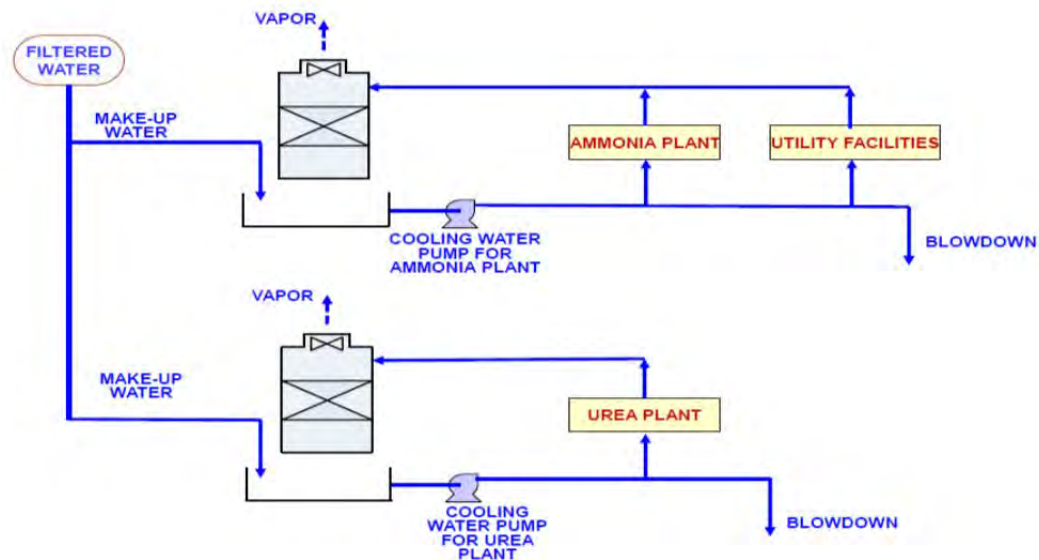 VAPOR
FILTERED
WATER
MAKE-UP
WATER
AMMONIA PLANT
UTILITY FACILITIES
COOLING WATER
PUMP FOR
AMMONIA PLANT
BLOWDOWN
VAPOR
MAKE-UP
WATER
UREA PLANT
COOLING
WATER PUMP
FOR UREA
PLANT
BLOWDOWN